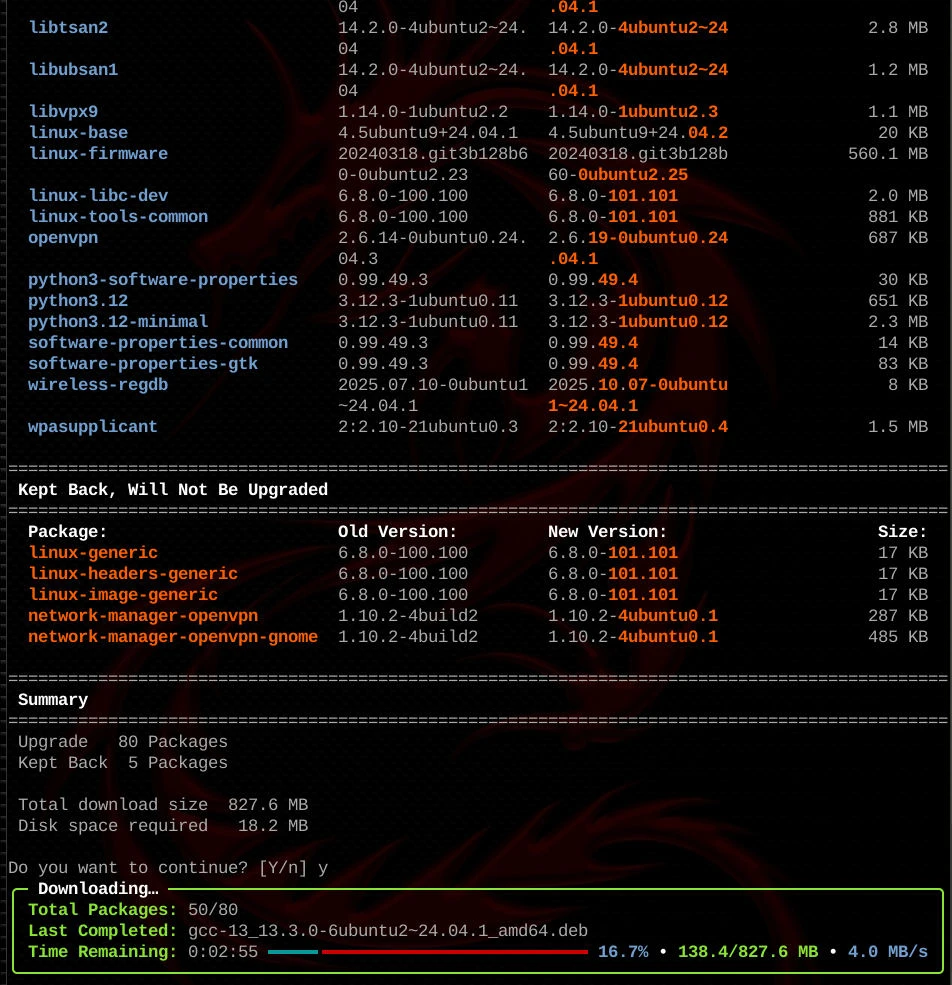 04 .04.1
libtsan2 14.2.0-4ubuntu2~24. 14.2.0-4ubuntu2~24 2.8 MB
04 .04.1
libubsan1 14.2.0-4ubuntu2~24. 14.2.0-4ubuntu2~24 1.2 MB
04 .04.1
libvpx9 1.14.0-1ubuntu2.2 1.14.0-1ubuntu2.3 1.1 MB
linux-base 4.5ubuntu9+24.04.1 4.5ubuntu9+24.04.2 20 KB
linux-firmware 20240318.git3b128b6 20240318.git3b128b 560.1 MB
0-0ubuntu2.23 60-0ubuntu2.25
linux-libc-dev 6.8.0-100.100 6.8.0-101.101 2.0 MB
linux-tools-common 6.8.0-100.100 6.8.0-101.101 881 KB
openvpn 2.6.14-0ubuntu0.24. 2.6.19-0ubuntu0.24 687 KB
04.3 .04.1
python3-software-properties 0.99.49.3 0.99.49.4 30 KB
python3.12 3.12.3-1ubuntu0.11 3.12.3-1ubuntu0.12 651 KB
python3.12-minimal 3.12.3-1ubuntu0.11 3.12.3-1ubuntu0.12 2.3 MB
software-properties-common 0.99.49.3 0.99.49.4 14 KB
software-properties-gtk 0.99.49.3 0.99.49.4 83 KB
wireless-regdb 2025.07.10-0ubuntu1 2025.10.07-0ubuntu 8 KB
~24.04.1 1~24.04.1
wpasupplicant 2:2.10-21ubuntu0.3 2:2.10-21ubuntu0.4 1.5 MB
==============================================================================================
Kept Back, Will Not Be Upgraded
==============================================================================================
Package: Old Version: New Version: Size:
linux-generic 6.8.0-100.100 6.8.0-101.101 17 KB
linux-headers-generic 6.8.0-100.100 6.8.0-101.101 17 KB
linux-image-generic 6.8.0-100.100 6.8.0-101.101 17 KB
network-manager-openvpn 1.10.2-4build2 1.10.2-4ubuntu0.1 287 KB
network-manager-openvpn-gnome 1.10.2-4build2 1.10.2-4ubuntu0.1 485 KB
==============================================================================================
Summary
==============================================================================================
Upgrade 80 Packages
Kept Back 5 Packages
Total download size 827.6 MB
Disk space required 18.2 MB
Do you want to continue? [Y/n] y
Downloading…
Total Packages: 50/80
Last Completed: gcc-13_13.3.0-6ubuntu2~24.04.1_amd64.deb
Time Remaining: 0:02:55 16.7% • 138.4/827.6 MB • 4.0 MB/s